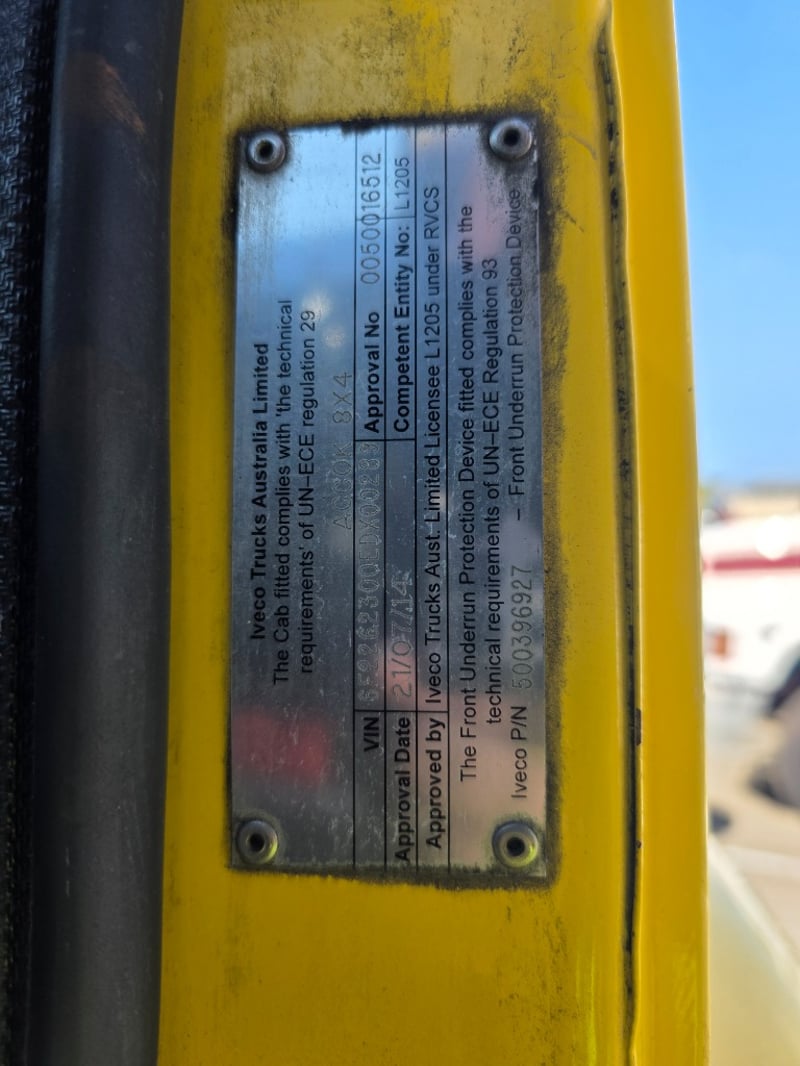 Iveco Trucks Australia Limited
The Cab fitted complies with 'the technical
requirements' of UN-ECE regulation 29
8X4
VIN Approval No 0050016512
Approval Date 21/07/14 Competent Entity No: L1205
Approved by Iveco Trucks Aust. Limited Licensee L1205 under RVCS
The Front Underrun Protection Device fitted complies with the
technical requirements of UN-ECE Regulation 93
Iveco P/N 500396927 - Front Underrun Protection Device